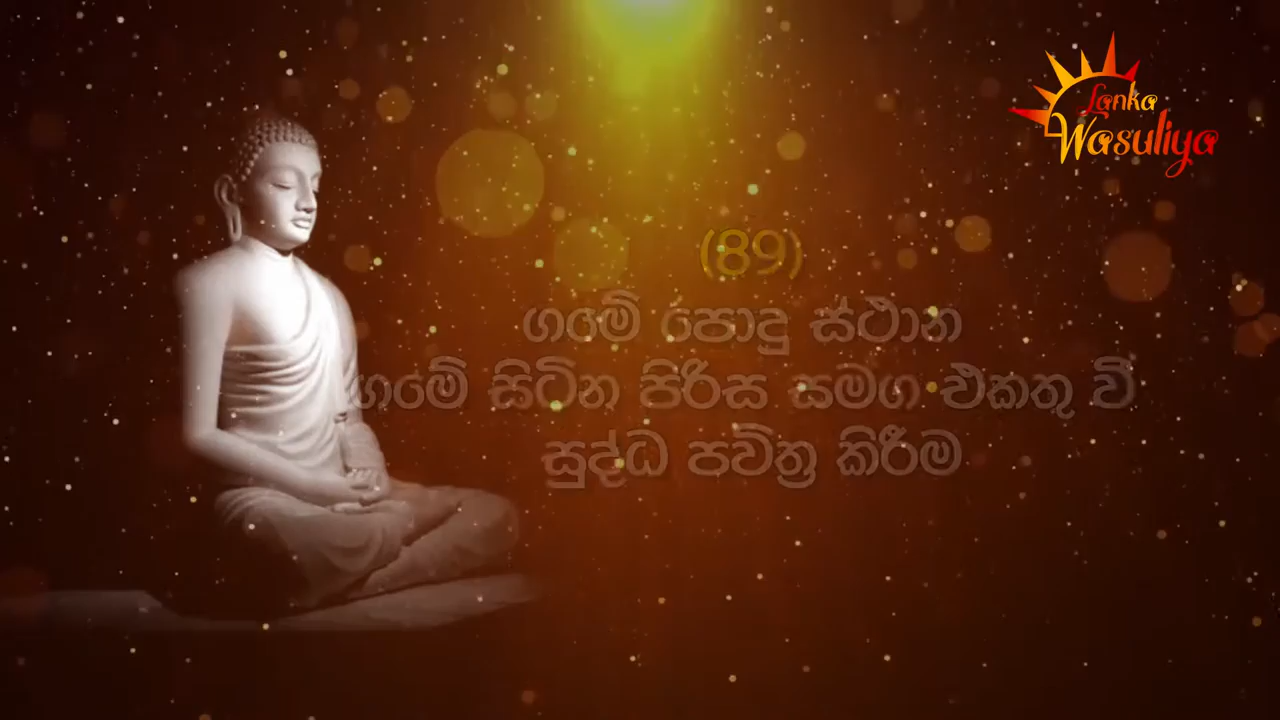 Lanka
Wasuliya
(89)
ගමේ පොදු ස්ථාන
ගමේ සිටින පිරිස සමග එකතු වී
සුද්ධ පවිත්‍ර කිරීම